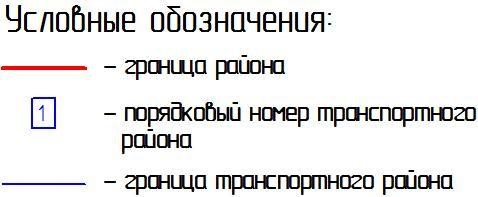 Условные обозначения:
– граница района
1 – порядковый номер транспортного
района
– граница транспортного района